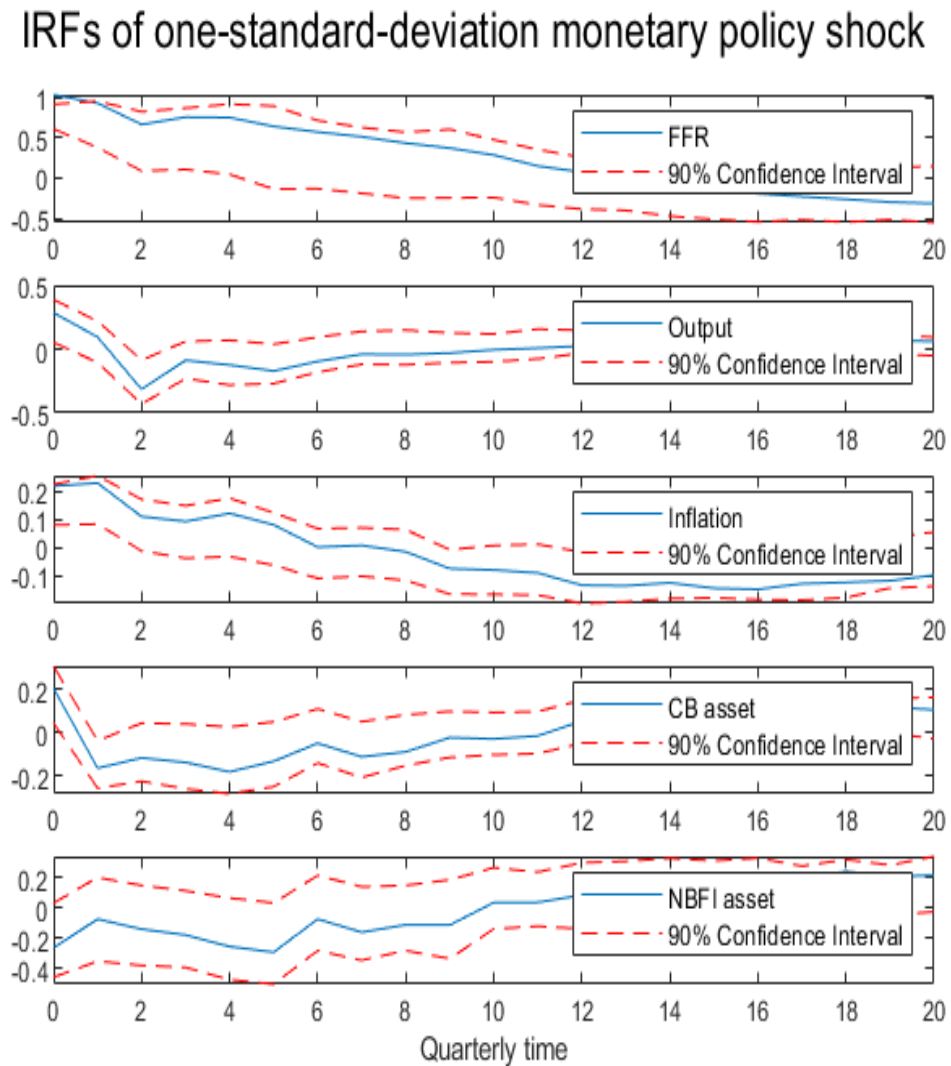 IRFs of one-standard-deviation monetary policy shock
1
0.5
0
-0.5
FFR
90% Confidence Interval
0 2 4 6 8 10 12 14 16 18 20
0.5
0
-0.5
Output
90% Confidence Interval
0 2 4 6 8 10 12 14 16 18 20
0.2
0.1
0
-0.1
Inflation
90% Confidence Interval
0 2 4 6 8 10 12 14 16 18 20
0.2
0
-0.2
CB asset
90% Confidence Interval
0 2 4 6 8 10 12 14 16 18 20
0.2
0
-0.2
-0.4
NBFI asset
90% Confidence Interval
0 2 4 6 8 10 12 14 16 18 20
Quarterly time